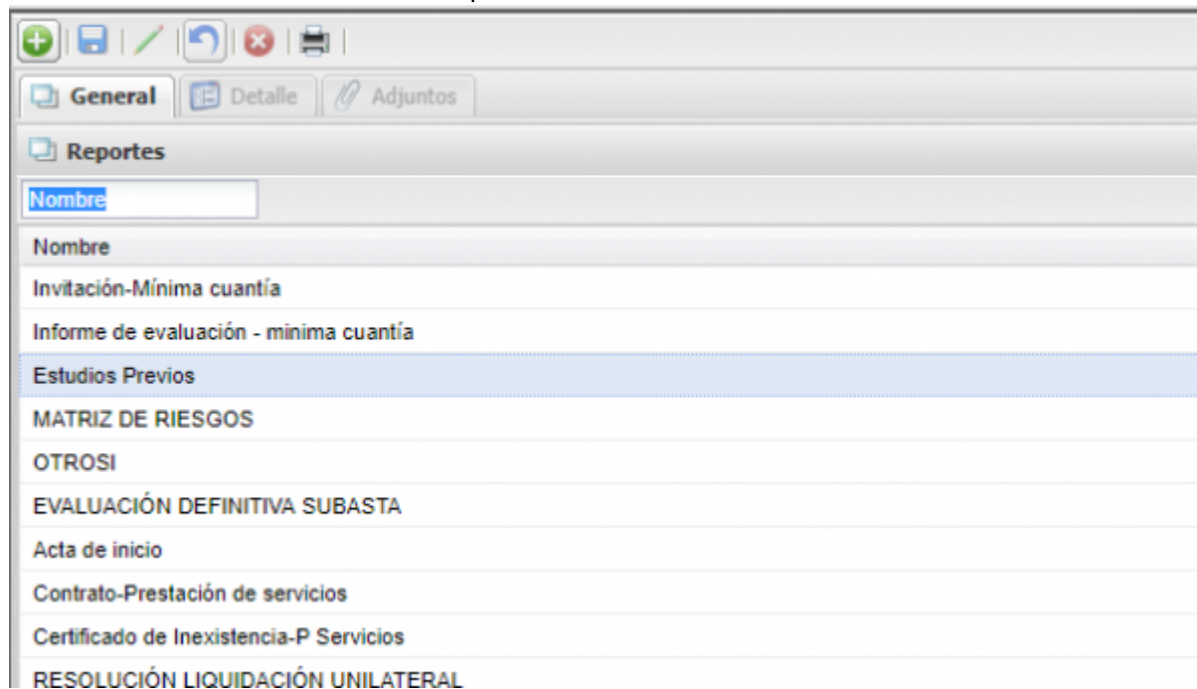 General Detalle Adjuntos
Reportes
Nombre
Nombre
Invitación-Mínima cuantía
Informe de evaluación - minima cuantía
Estudios Previos
MATRIZ DE RIESGOS
OTROSI
EVALUACIÓN DEFINITIVA SUBASTA
Acta de inicio
Contrato-Prestación de servicios
Certificado de Inexistencia-P Servicios
RESOLUCIÓN LIQUIDACIÓN UNILATERAL